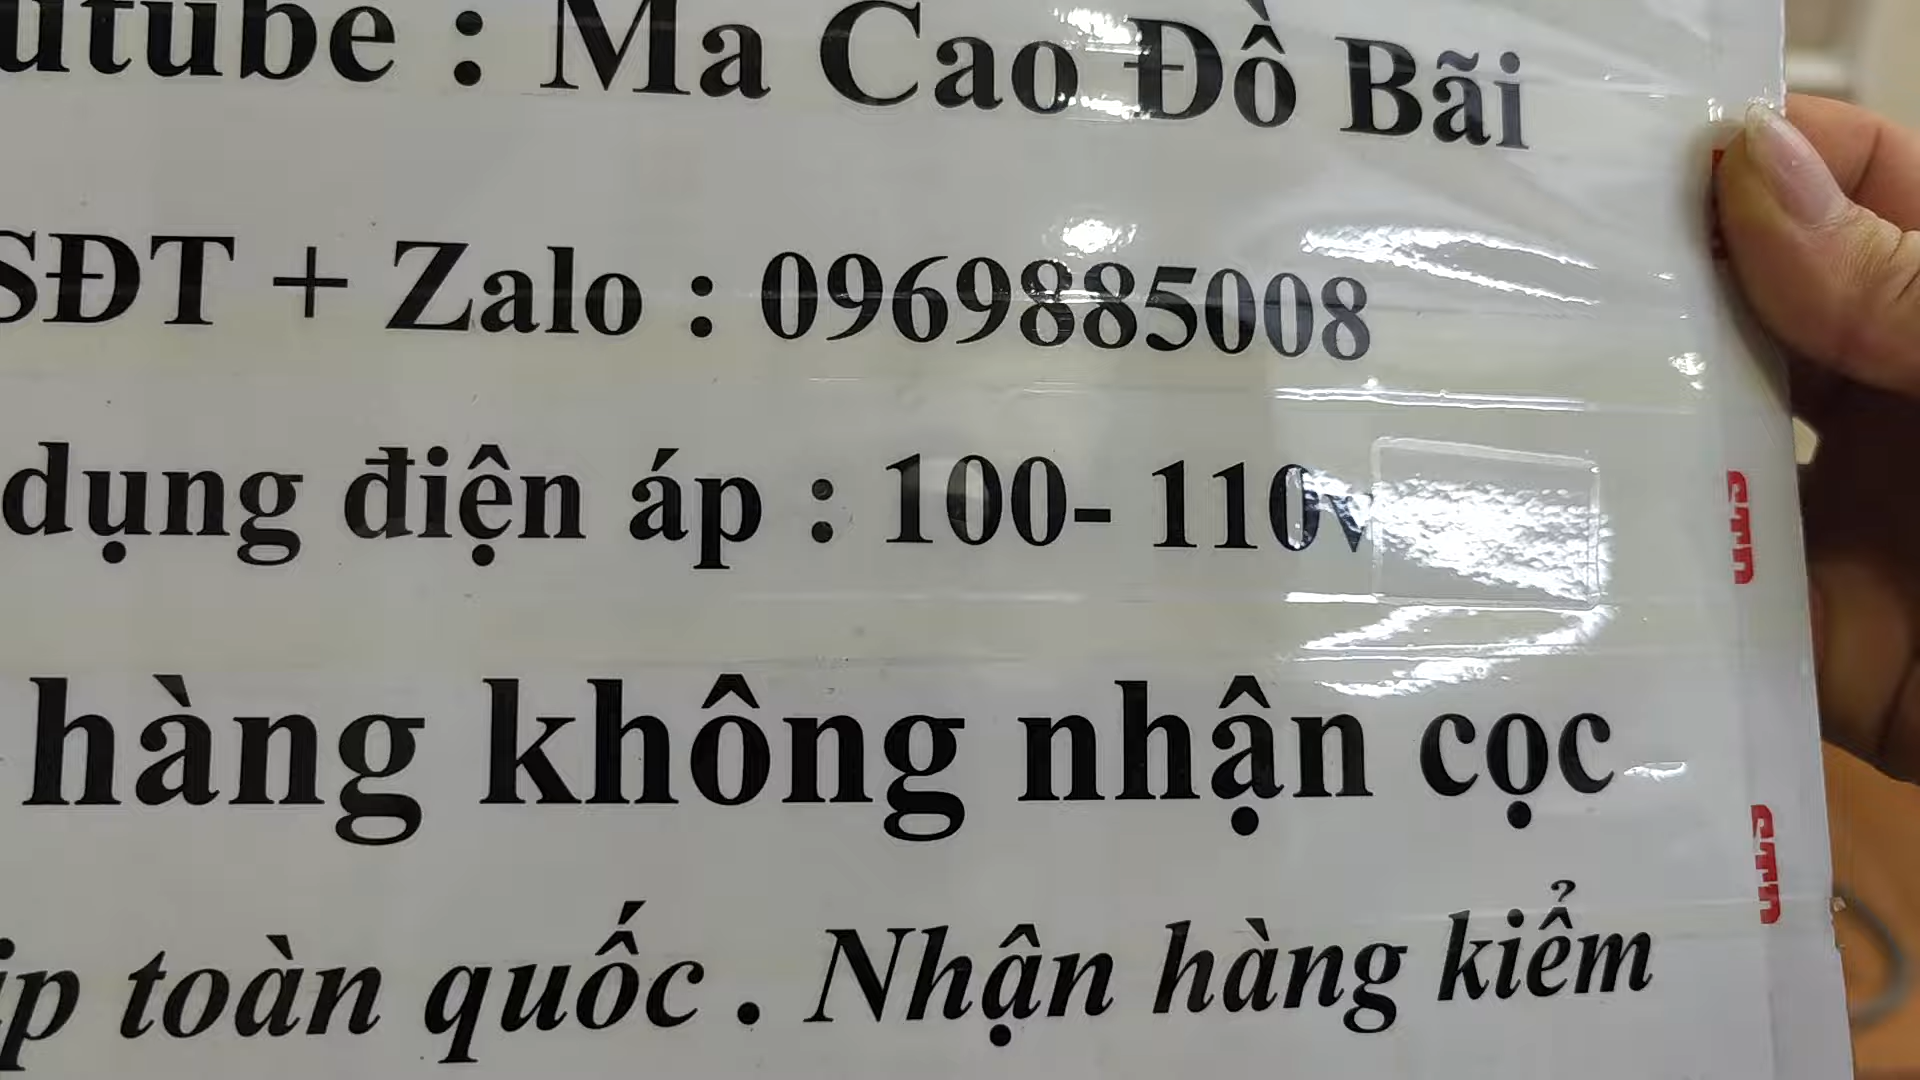 utube : Ma Cao Đồ Bãi
SĐT + Zalo : 0969885008
dụng điện áp : 100- 110v
hàng không nhận cọc
ip toàn quốc . Nhận hàng kiểm